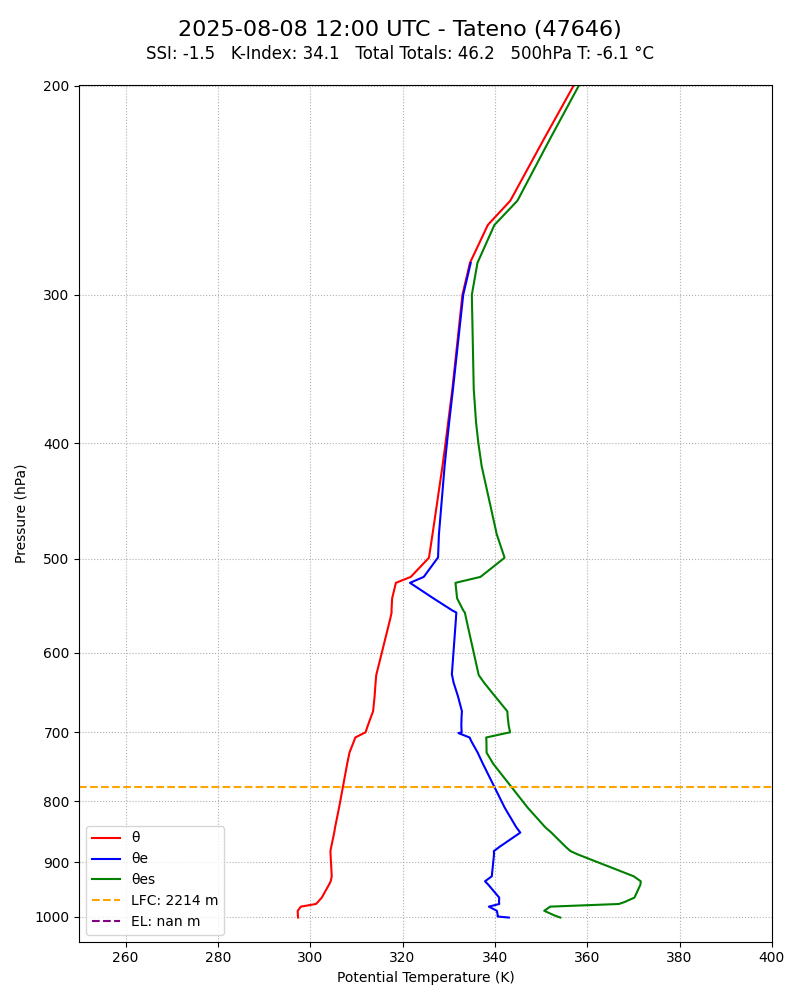 2025-08-08 12:00 UTC - Tateno (47646)
SSI: -1.5   K-Index: 34.1   Total Totals: 46.2   500hPa T: -6.1 °C
200
300
400
500
600
700
800
900
1000
Pressure (hPa)
θ
θe
θes
LFC: 2214 m
EL: nan m
260
280
300
320
340
360
380
400
Potential Temperature (K)